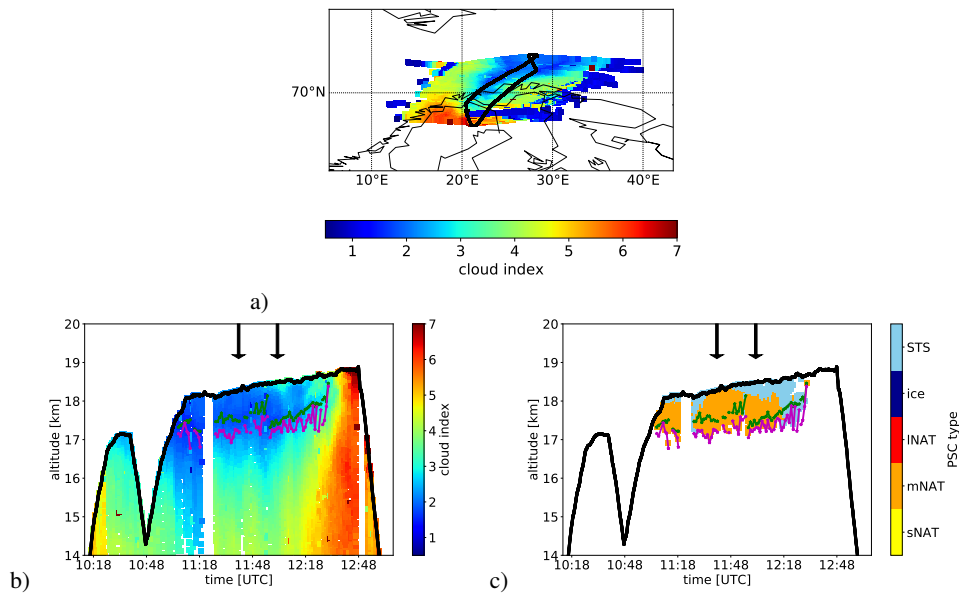 70°N
10°E 20°E 30°E 40°E
1 2 3 4 5 6 7
cloud index
a)
20
19
18
17
16
15
14
altitude [km]
10:18 10:48 11:18 11:48 12:18 12:48
time [UTC]
7
6
5
4
3
2
1
cloud index
b)
20
19
18
17
16
15
14
altitude [km]
10:18 10:48 11:18 11:48 12:18 12:48
time [UTC]
STS
ice
lNAT
mNAT
sNAT
PSC type
c)